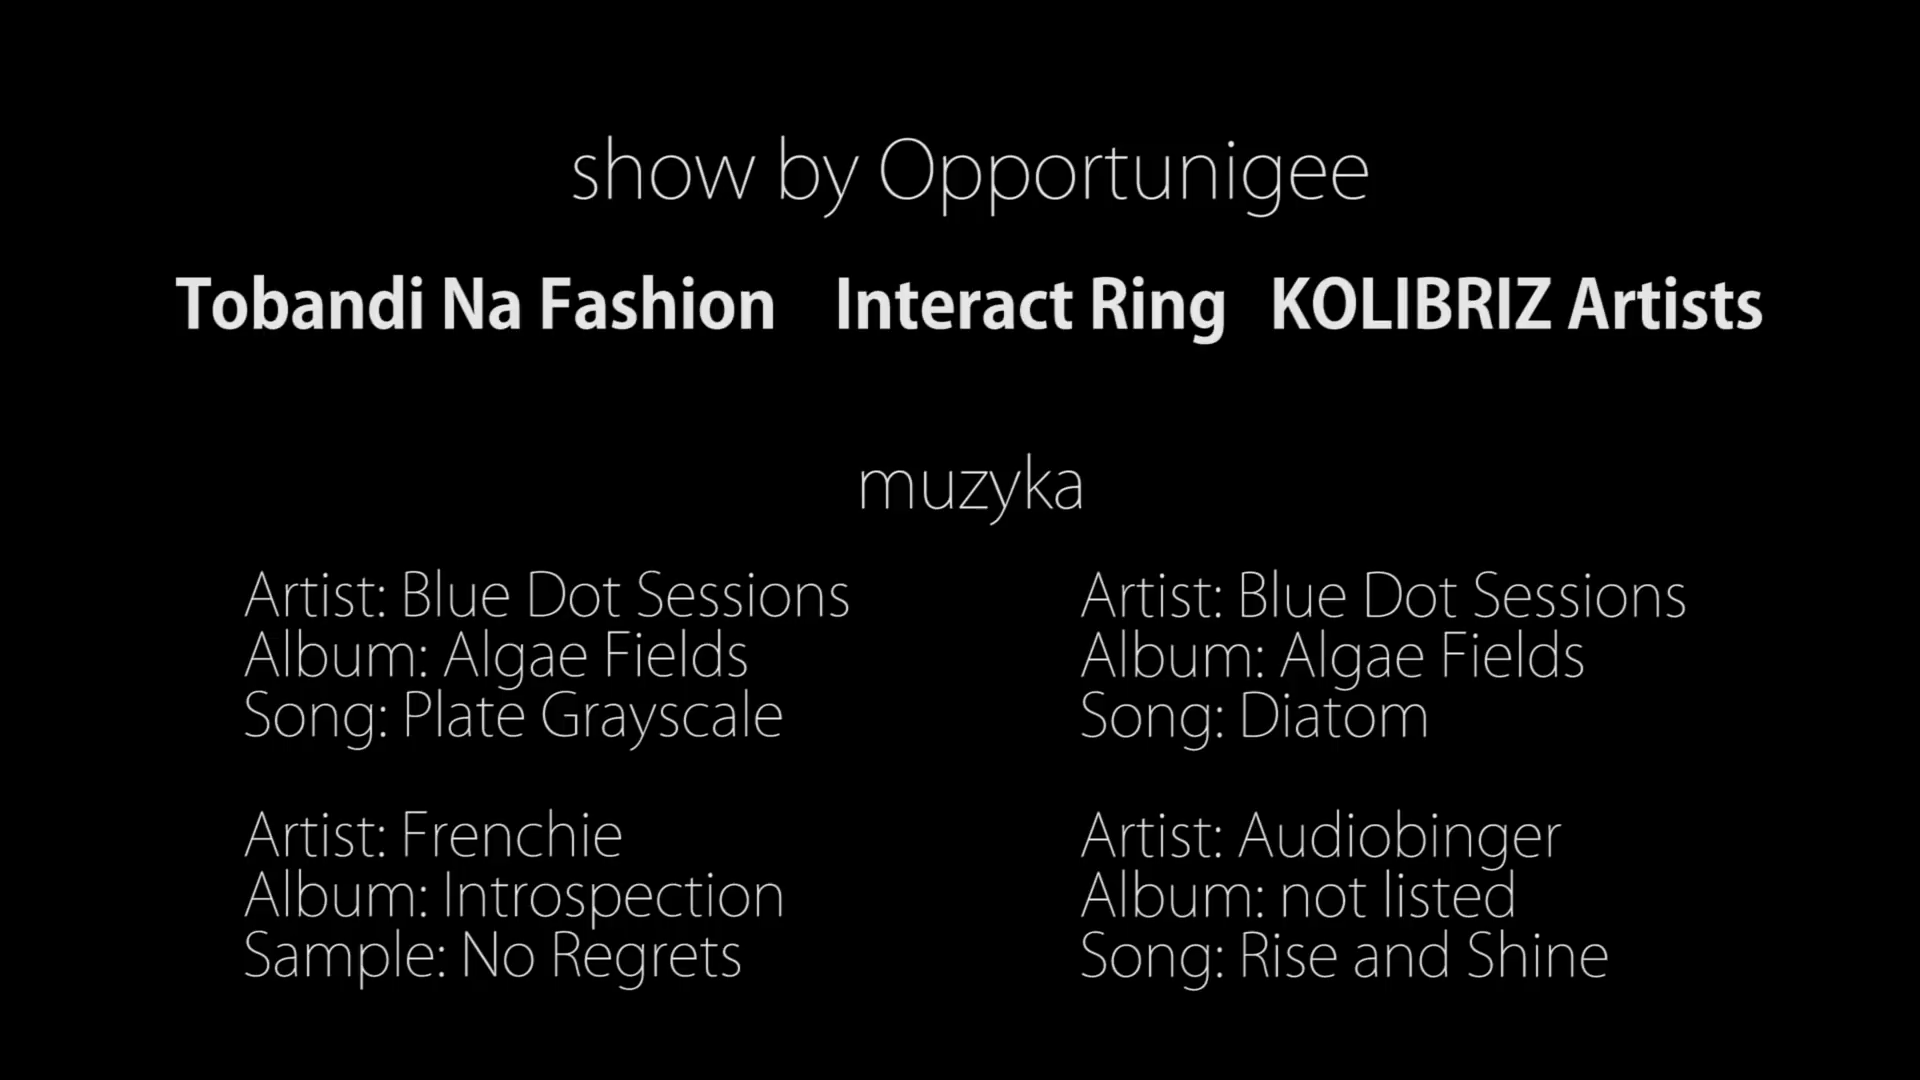 show by Opportunigee
Tobandi Na Fashion Interact Ring KOLIBRIZ Artists
muzyka
Artist: Blue Dot Sessions
Album: Algae Fields
Song: Plate Grayscale
Artist: Blue Dot Sessions
Album: Algae Fields
Song: Diatom
Artist: Frenchie
Album: Introspection
Sample: No Regrets
Artist: Audiobinger
Album: not listed
Song: Rise and Shine